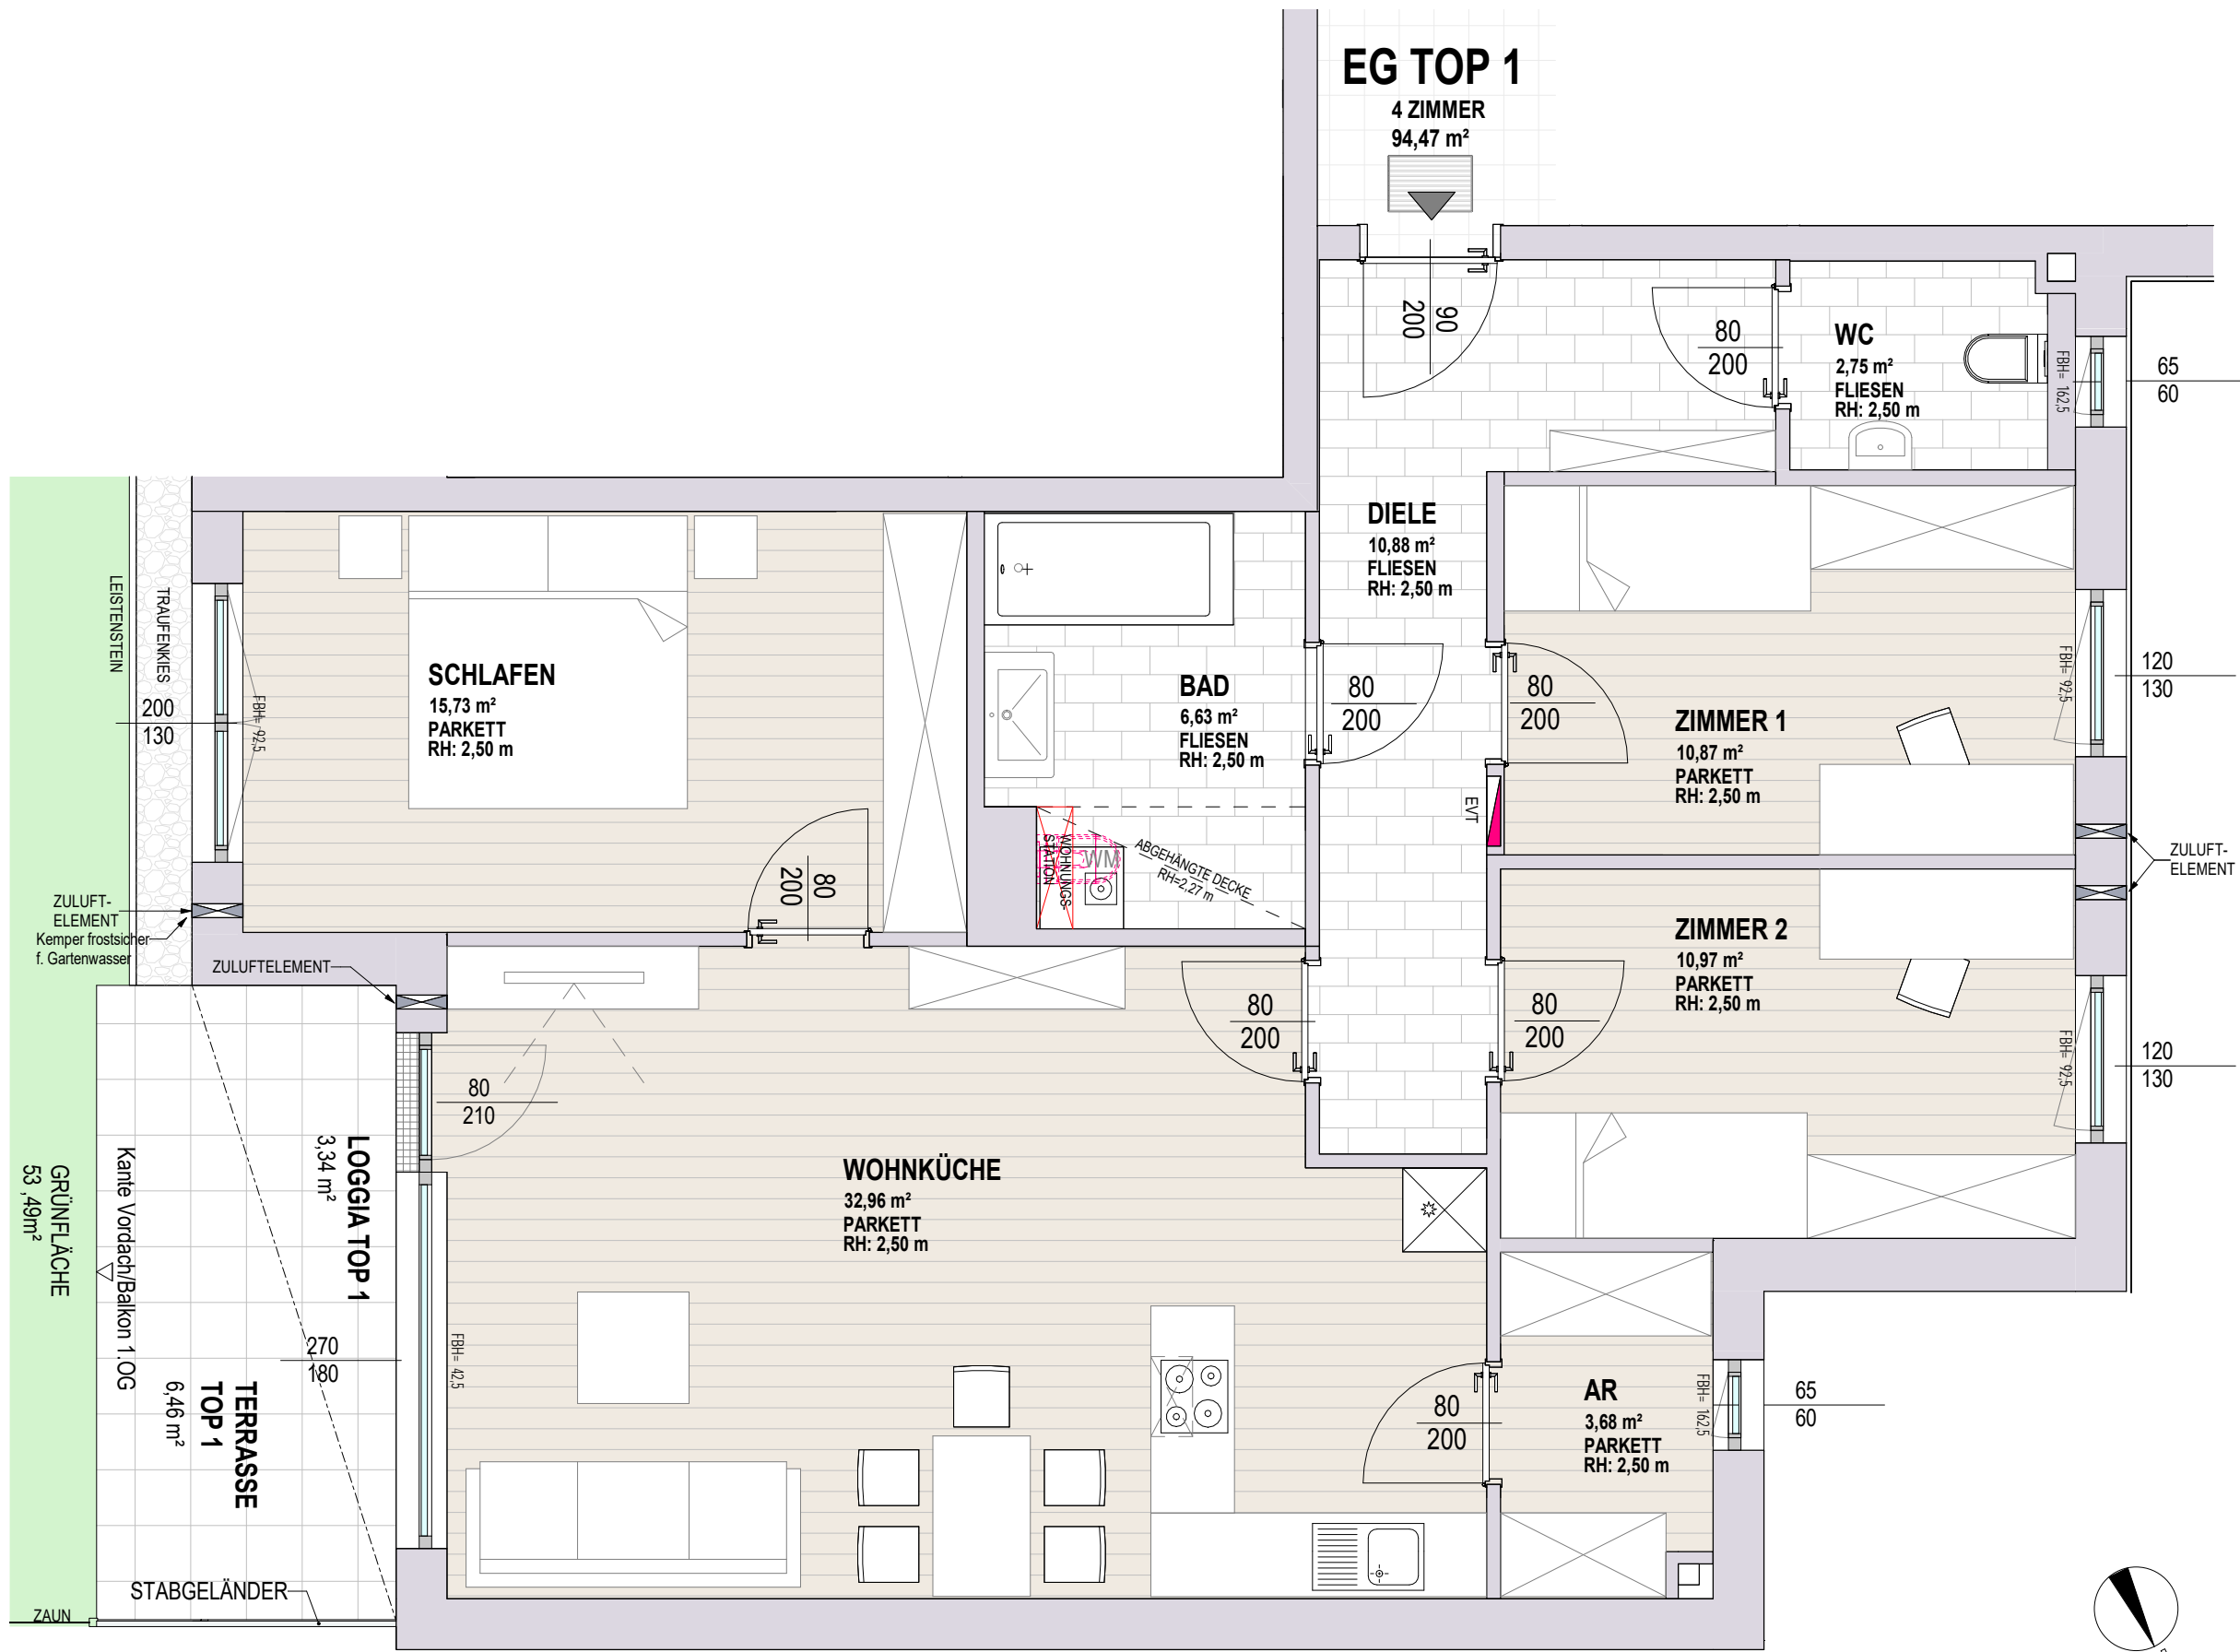 EG TOP 1
4 ZIMMER
94,47 m²
90
200
80
200
WC
2,75 m²
FLIESEN
RH: 2,50 m
FBH= 162,5
65
60
DIELE
10,88 m²
FLIESEN
RH: 2,50 m
LEISTENSTEIN
TRAUFENKIES
200
130
FBH= 92,5
SCHLAFEN
15,73 m²
PARKETT
RH: 2,50 m
80
200
BAD
6,63 m²
FLIESEN
RH: 2,50 m
80
200
80
200
ZIMMER 1
10,87 m²
PARKETT
RH: 2,50 m
FBH= 92,5
120
130
EVT
WOHNUNGS-
STATION
WM
ABGEHÄNGTE DECKE
RH=2,27 m
ZULUFT-
ELEMENT
ZULUFT-
ELEMENT
Kemper frostsicher
f. Gartenwasser
ZULUFTELEMENT
ZIMMER 2
10,97 m²
PARKETT
RH: 2,50 m
FBH= 92,5
120
130
80
200
80
200
80
210
WOHNKÜCHE
32,96 m²
PARKETT
RH: 2,50 m
LOGGIA TOP 1
3,34 m²
Kante Vordach/Balkon 1.OG
GRÜNFLÄCHE
53 ,49m²
270
180
FBH= 42,5
TERRASSE
TOP 1
6,46 m²
80
200
AR
3,68 m²
PARKETT
RH: 2,50 m
FBH= 162,5
65
60
STABGELÄNDER
ZAUN